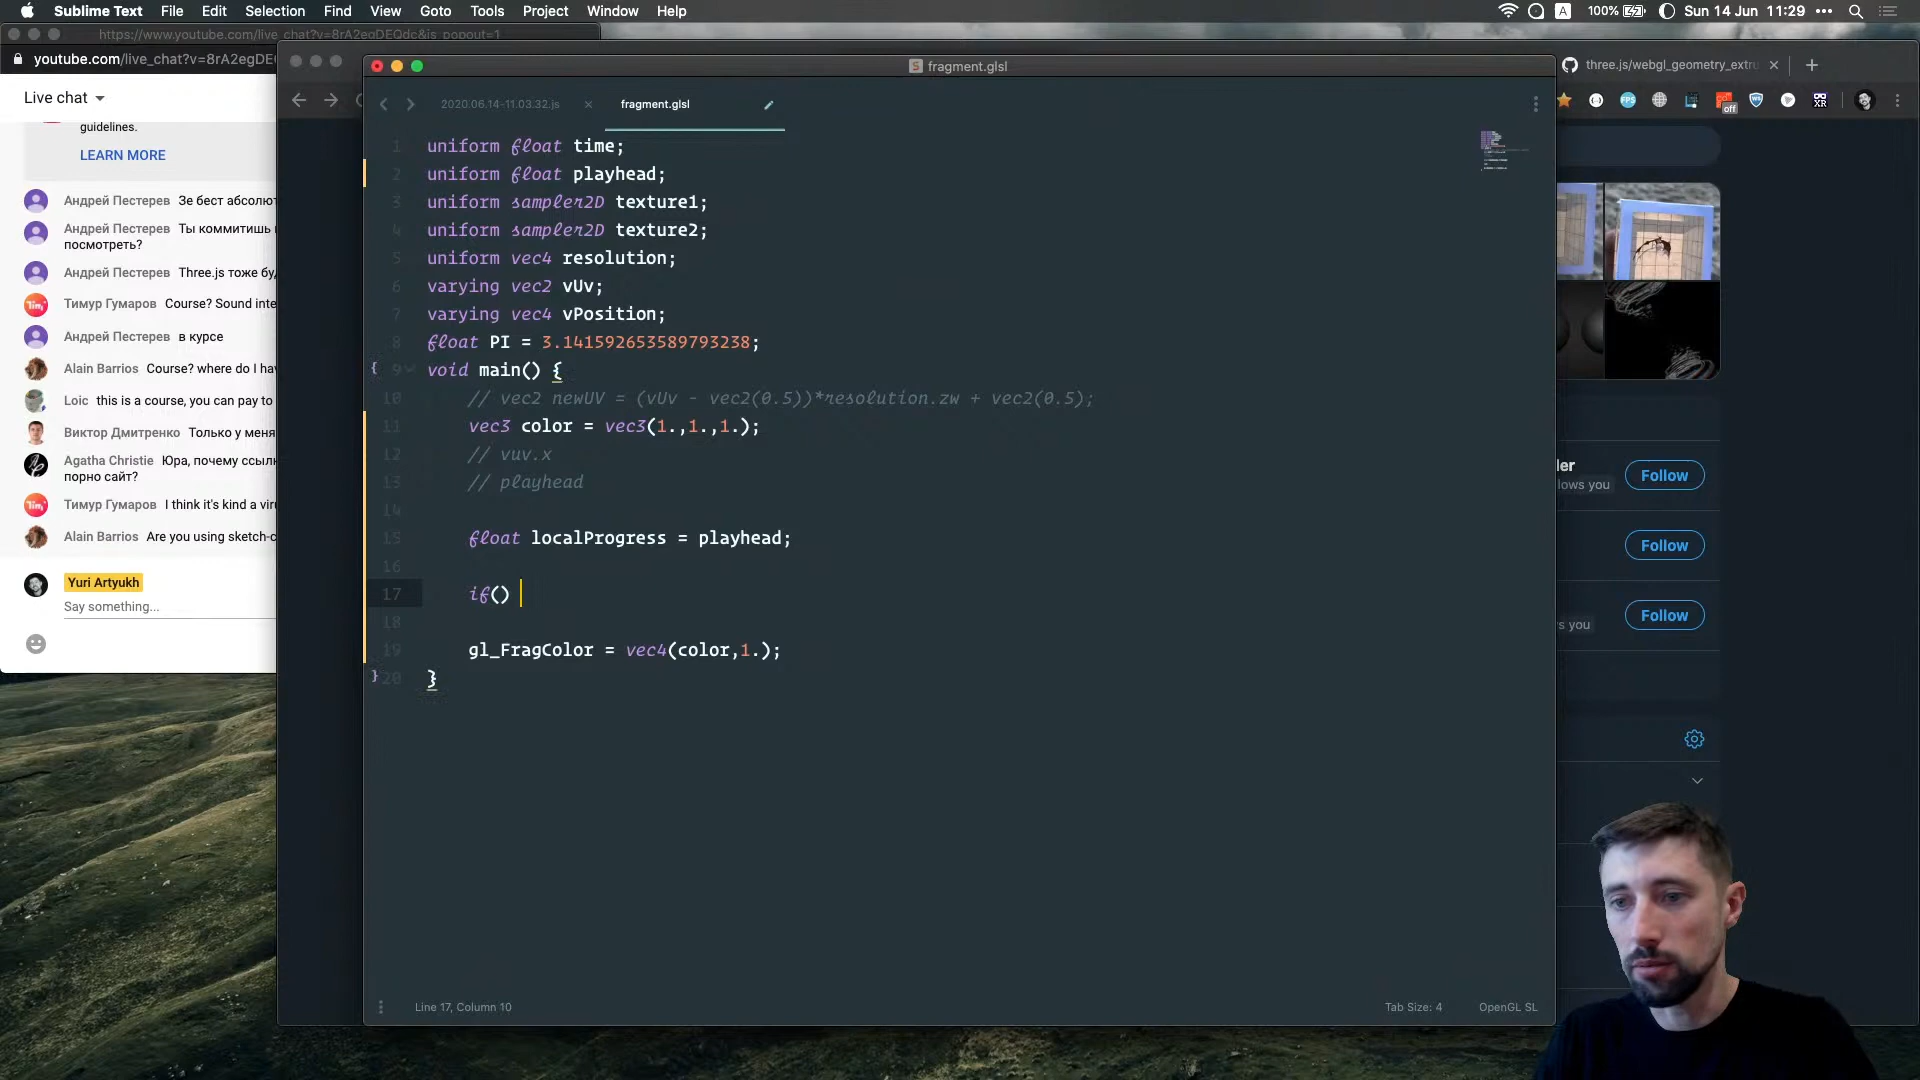 Sublime Text File Edit Selection Find View Goto Tools Project Window Help
100% Sun 14 Jun 11:29
https://www.youtube.com/live_chat?v=8rA2egDEQdc&is_popout=1
youtube.com/live_chat?v=8rA2egDE
Live chat
guidelines.
LEARN MORE
Андрей Пестерев Зе бест абсолют
Андрей Пестерев Ты коммитишь
посмотреть?
Андрей Пестерев Three.js тоже бу
Тимур Гумаров Course? Sound inte
Андрей Пестерев в курсе
Alain Barrios Course? where do I ha
Loic this is a course, you can pay to
Виктор Дмитренко Только у меня
Agatha Christie Юра, почему ссыл
порно сайт?
Тимур Гумаров I think it's kind a vir
Alain Barrios Are you using sketch-c
Yuri Artyukh
Say something...
fragment.glsl
2020.06.14-11.03.32.js
fragment.glsl
1 uniform float time;
2 uniform float playhead;
3 uniform sampler2D texture1;
4 uniform sampler2D texture2;
5 uniform vec4 resolution;
6 varying vec2 vUv;
7 varying vec4 vPosition;
8 float PI = 3.141592653589793238;
9 void main() {
10 // vec2 newUV = (vUv - vec2(0.5))*resolution.zw + vec2(0.5);
11 vec3 color = vec3(1.,1.,1.);
12 // vuv.x
13 // playhead
14
15 float localProgress = playhead;
16
17 if()
18
19 gl_FragColor = vec4(color,1.);
20 }
Line 17, Column 10
Tab Size: 4
OpenGL SL
three.js/webgl_geometry_extru
FPS
off
XR
ler
lows you
Follow
Follow
s you
Follow